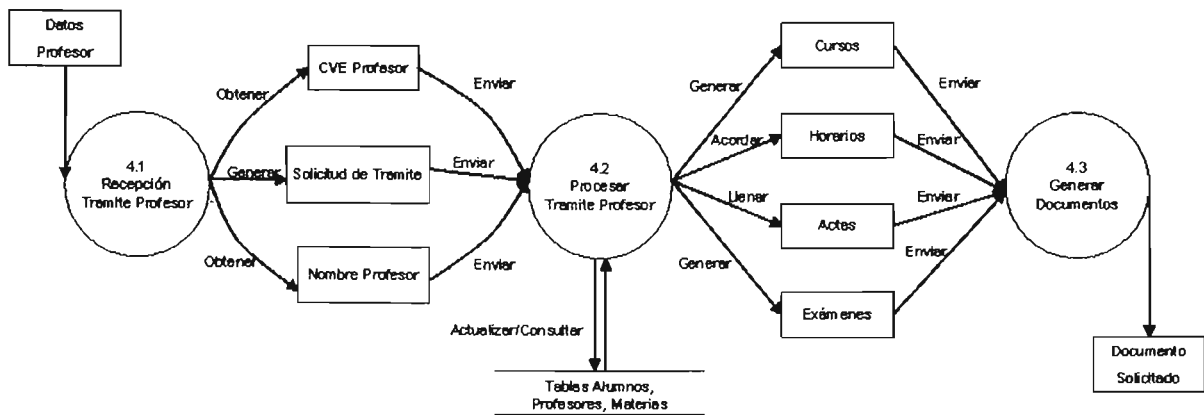 Datos
Profesor
4.1
Recepción
Tramite Profesor
Obtener
Generar
Obtener
CVE Profesor
Solicitud de Tramite
Nombre Profesor
Enviar
Enviar
Enviar
4.2
Procesar
Tramite Profesor
Actualizar/Consultar
Tablas Alumnos,
Profesores, Materias
Generar
Acordar
Llenar
Generar
Cursos
Horarios
Actas
Exámenes
Enviar
Enviar
Enviar
Enviar
4.3
Generar
Documentos
Documento
Solicitado